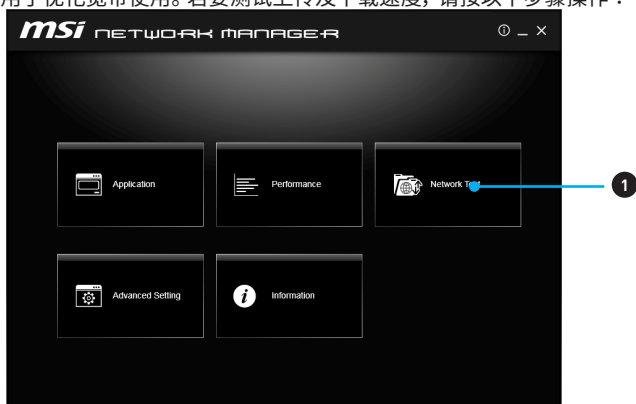 用于优化宽带使用。若要测试上传及下载速度，请按以下步骤操作：
msi NETWORK MANAGER
Application
Performance
Network Test
1
Advanced Setting
Information